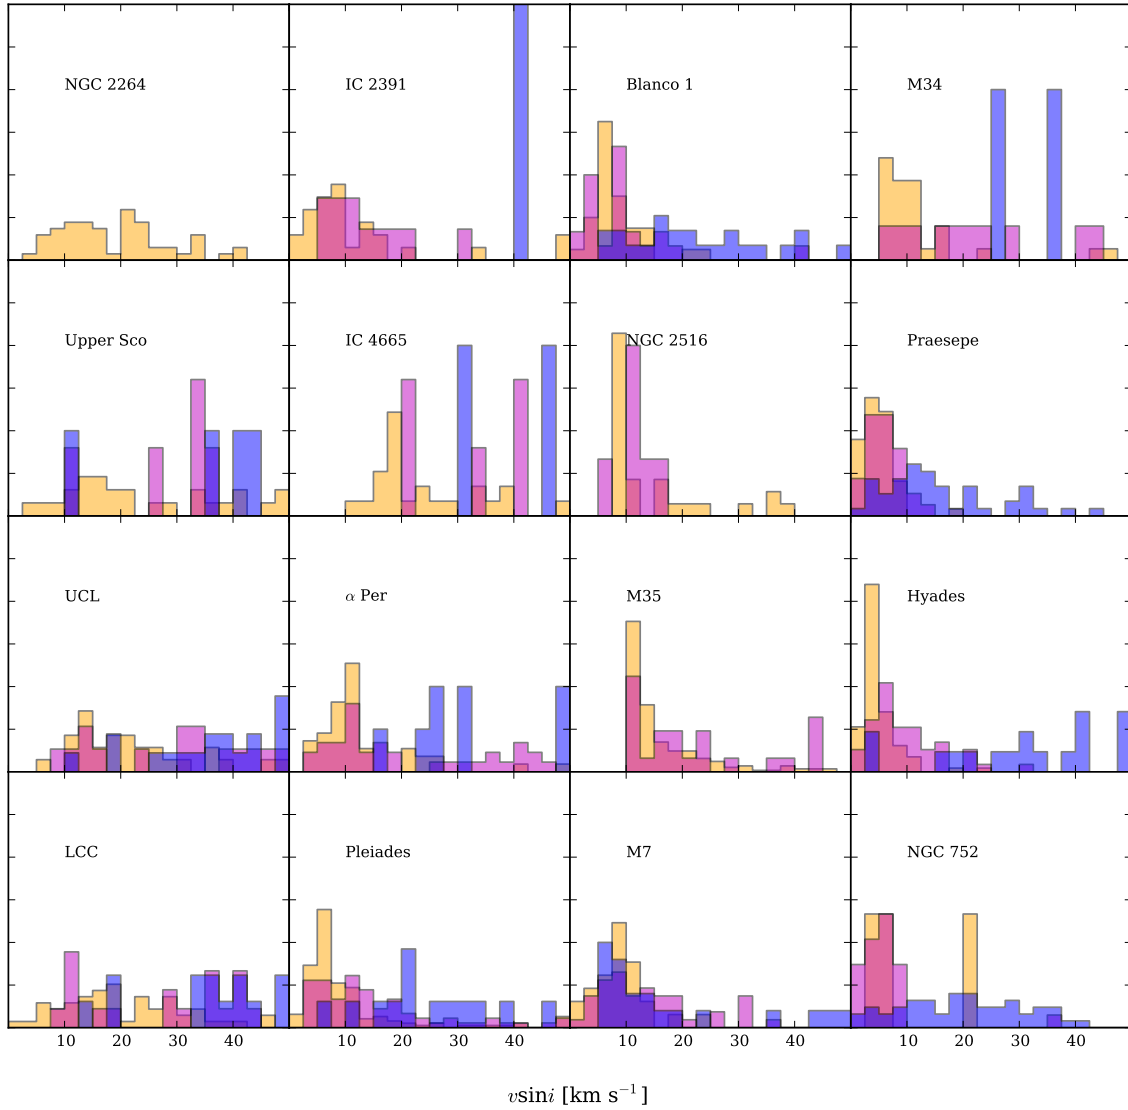 NGC 2264 IC 2391 Blanco 1 M34
Upper Sco IC 4665 NGC 2516 Praesepe
UCL α Per M35 Hyades
LCC Pleiades M7 NGC 752
10 20 30 40 10 20 30 40 10 20 30 40 10 20 30 40
vsini [km s⁻¹]